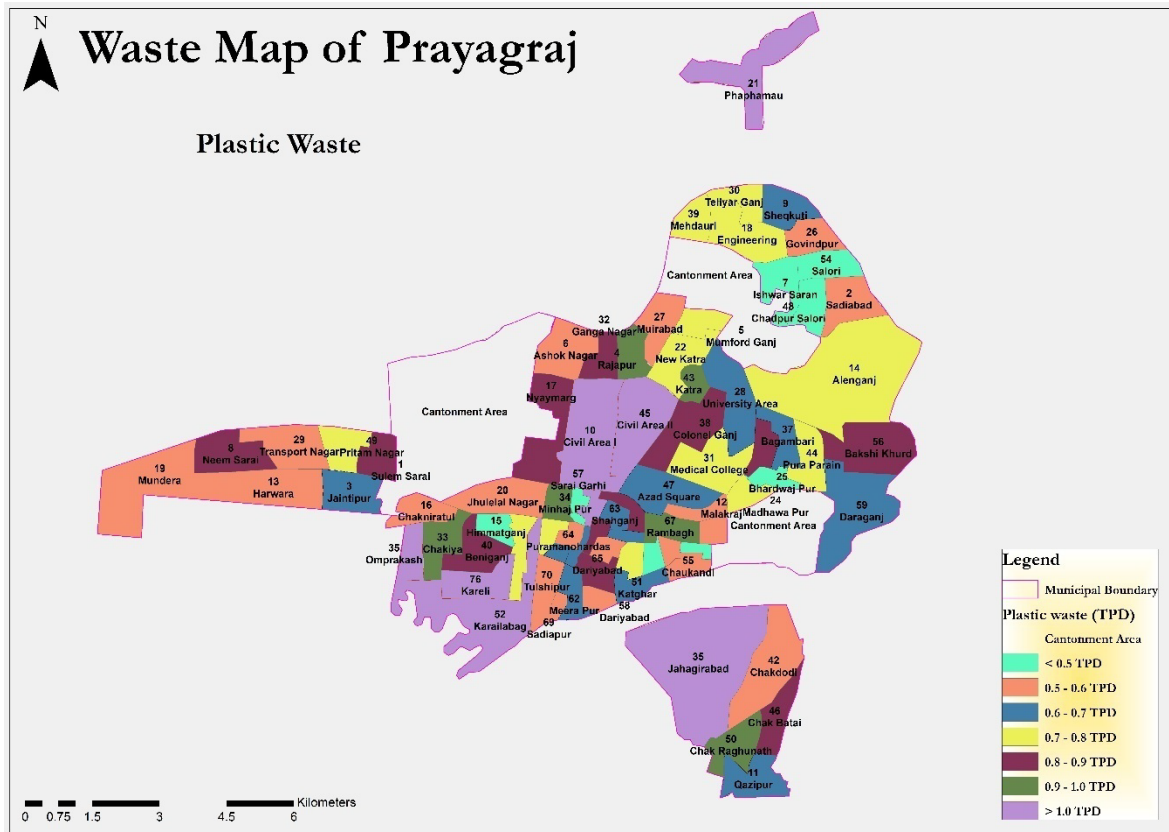 N
Waste Map of Prayagraj
Plastic Waste
21
Phaphamau
30
Teliyar Ganj
9
Sheqkuti
39
Mehdauri
18
Engineering
26
Govindpur
54
Salori
Cantonment Area
7
Ishwar Saran
48
Chadpur Salori
2
Sadiabad
32
Ganga Nagar
27
Muirabad
5
Mumford Ganj
6
Ashok Nagar
4
Rajapur
22
New Katra
14
Alenganj
43
Katra
17
Nyaymarg
28
University Area
Cantonment Area
10
Civil Area I
45
Civil Area II
38
Colonel Ganj
37
Bagambari
56
Bakshi Khurd
44
Pura Parain
31
Medical College
49
Pritam Nagar
29
Transport Nagar
8
Neem Sarai
1
Sulem Sarai
19
Mundera
13
Harwara
3
Jaintipur
57
Sarai Garhi
25
Bhardwaj Pur
47
Azad Square
24
Madhawa Pur
20
Jhulelal Nagar
34
Minhaj Pur
12
Malakraj
Cantonment Area
59
Daraganj
16
Chakniratul
63
Shahganj
15
Himmatganj
67
Rambagh
33
Chakiya
64
Puramanohardas
35
Omprakash
40
Beniganj
65
Dariyabad
55
Chaukandi
76
Kareli
70
Tulshipur
51
Katghar
62
Meera Pur
58
Dariyabad
52
Karailabag
69
Sadiapur
35
Jahagirabad
42
Chakdodi
46
Chak Batai
50
Chak Raghunath
11
Qazipur
Legend
Municipal Boundary
Plastic waste (TPD)
Cantonment Area
< 0.5 TPD
0.5 - 0.6 TPD
0.6 - 0.7 TPD
0.7 - 0.8 TPD
0.8 - 0.9 TPD
0.9 - 1.0 TPD
> 1.0 TPD
Kilometers
0 0.75 1.5 3 4.5 6